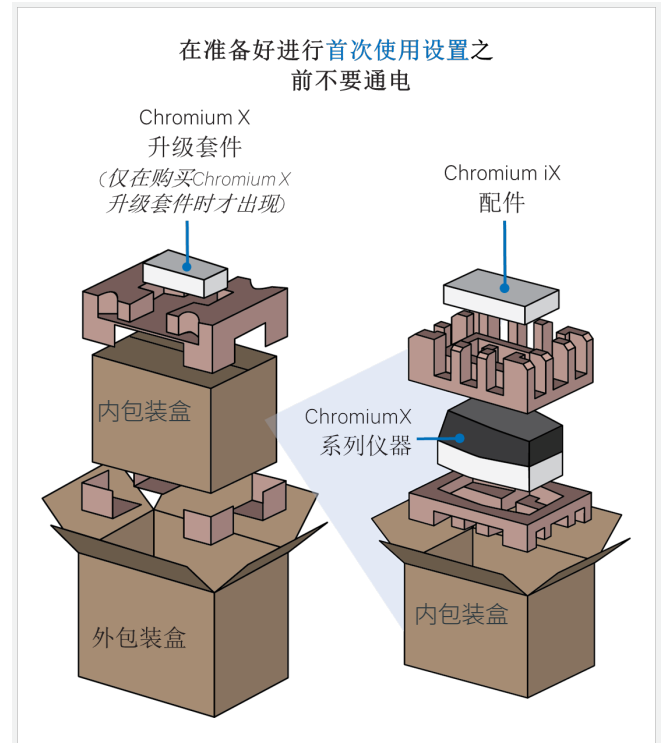 在准备好进行首次使用设置之
前不要通电
Chromium X
升级套件
(仅在购买Chromium X
升级套件时才出现)
Chromium iX
配件
内包装盒
ChromiumX
系列仪器
外包装盒
内包装盒